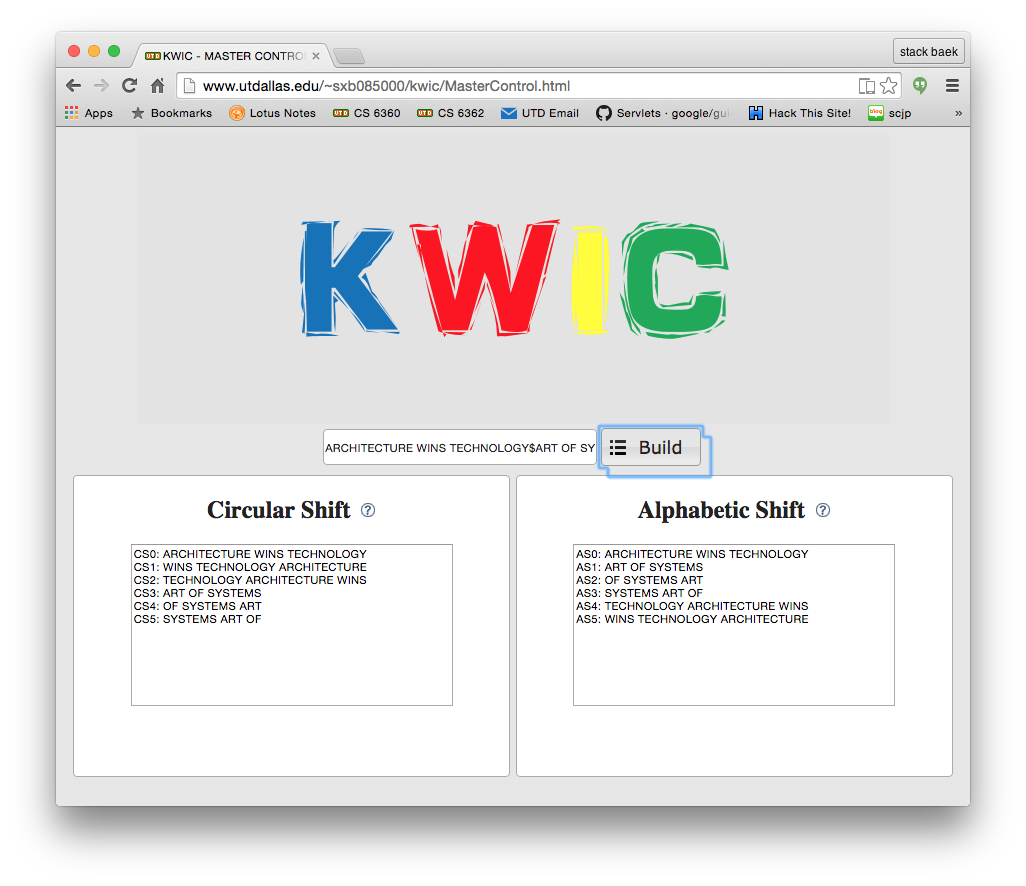 KWIC - MASTER CONTRO
stack baek
www.utdallas.edu/~sxb085000/kwic/MasterControl.html
Apps Bookmarks Lotus Notes UTD CS 6360 UTD CS 6362 UTD Email Servlets · google/gui Hack This Site! blog scjp »
KWIC
ARCHITECTURE WINS TECHNOLOGY$ART OF SY Build
Circular Shift ?
CS0: ARCHITECTURE WINS TECHNOLOGY
CS1: WINS TECHNOLOGY ARCHITECTURE
CS2: TECHNOLOGY ARCHITECTURE WINS
CS3: ART OF SYSTEMS
CS4: OF SYSTEMS ART
CS5: SYSTEMS ART OF
Alphabetic Shift ?
AS0: ARCHITECTURE WINS TECHNOLOGY
AS1: ART OF SYSTEMS
AS2: OF SYSTEMS ART
AS3: SYSTEMS ART OF
AS4: TECHNOLOGY ARCHITECTURE WINS
AS5: WINS TECHNOLOGY ARCHITECTURE